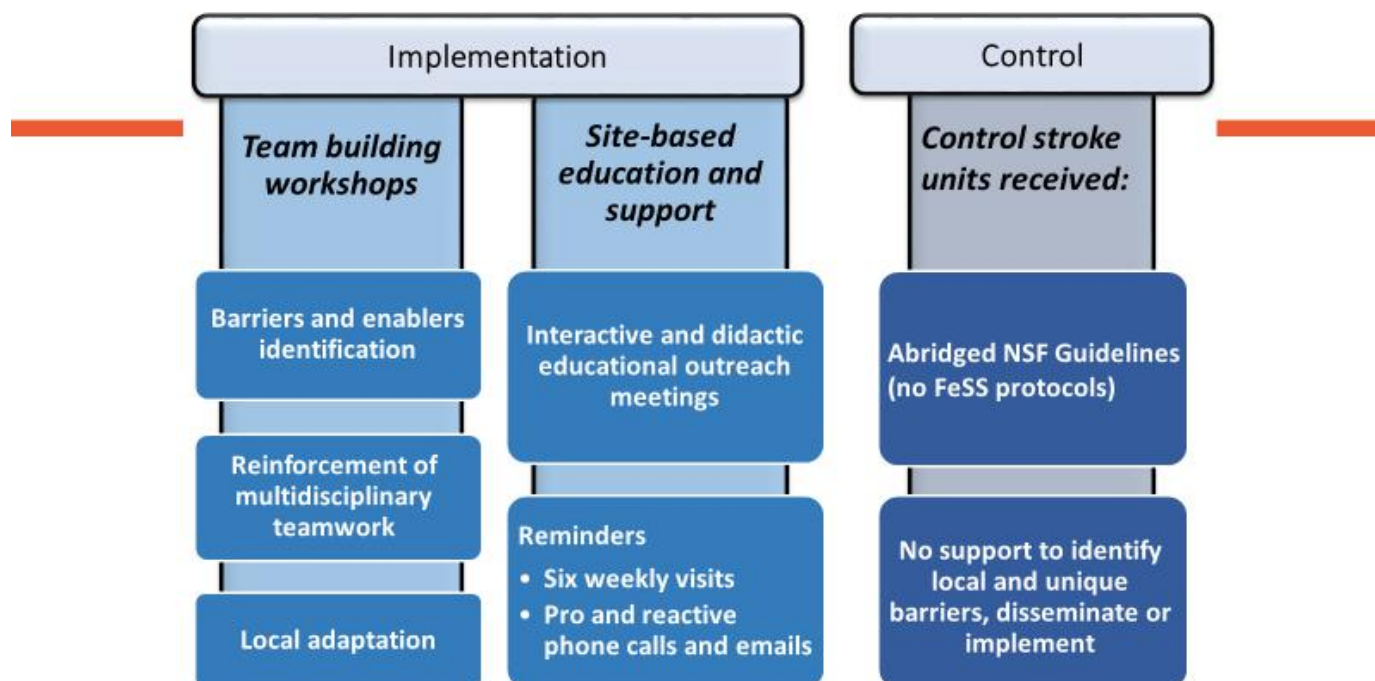 Implementation
Control
Team building
workshops
Site-based
education and
support
Control stroke
units received:
Barriers and enablers
identification
Reinforcement of
multidisciplinary
teamwork
Local adaptation
Interactive and didactic
educational outreach
meetings
Reminders
• Six weekly visits
• Pro and reactive
phone calls and emails
Abridged NSF Guidelines
(no FeSS protocols)
No support to identify
local and unique
barriers, disseminate or
implement